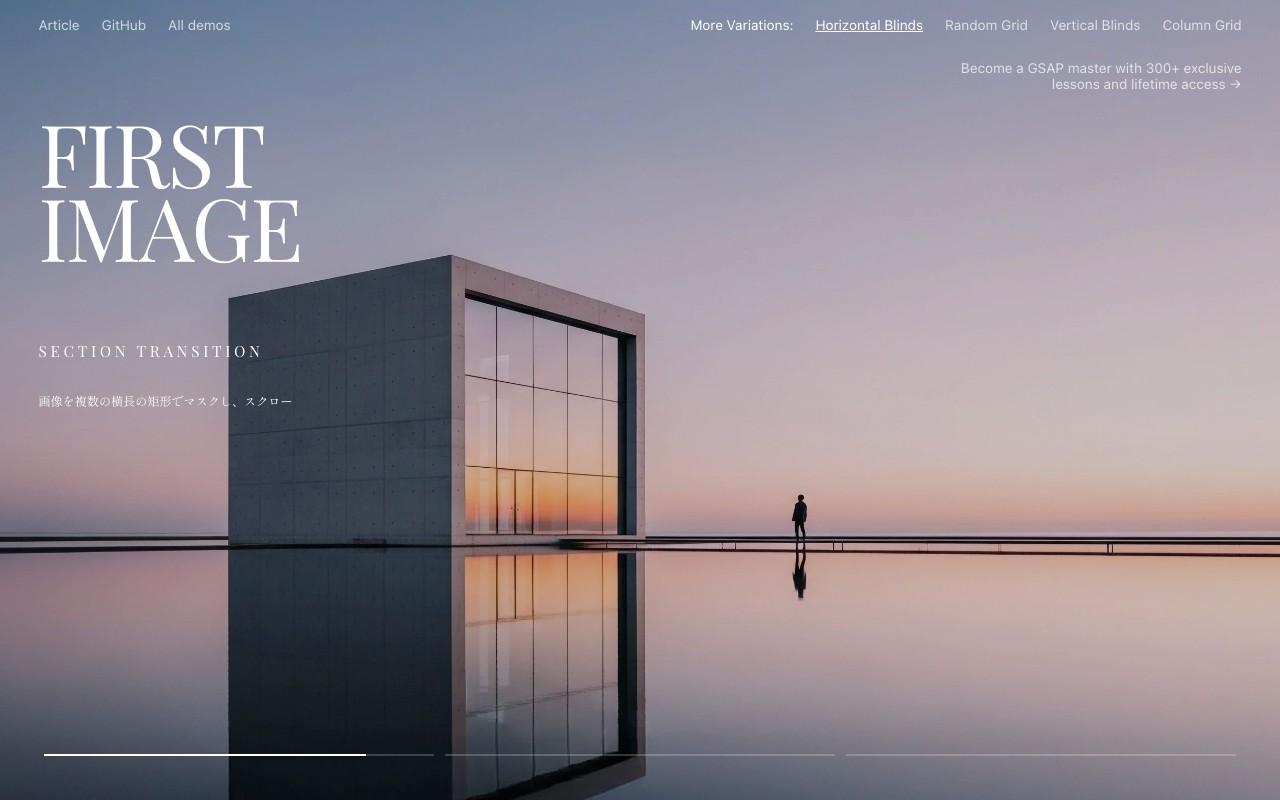 Article GitHub All demos
More Variations: Horizontal Blinds Random Grid Vertical Blinds Column Grid
Become a GSAP master with 300+ exclusive
lessons and lifetime access →
FIRST
IMAGE
SECTION TRANSITION
画像を複数の横長の矩形でマスクし、スクロー